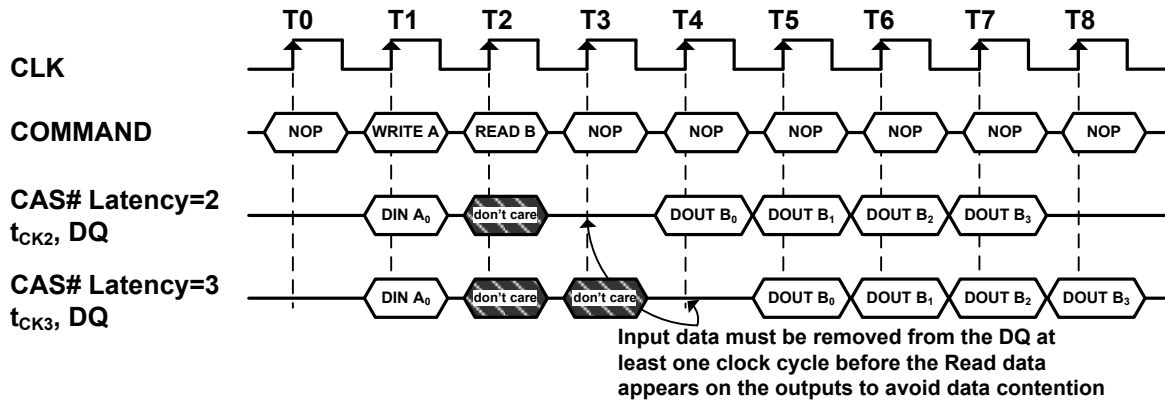 T0 T1 T2 T3 T4 T5 T6 T7 T8
CLK
COMMAND NOP WRITE A READ B NOP NOP NOP NOP NOP NOP
CAS# Latency=2
tCK2, DQ DIN A0 don't care DOUT B0 DOUT B1 DOUT B2 DOUT B3
CAS# Latency=3
tCK3, DQ DIN A0 don't care don't care DOUT B0 DOUT B1 DOUT B2 DOUT B3
Input data must be removed from the DQ at
least one clock cycle before the Read data
appears on the outputs to avoid data contention